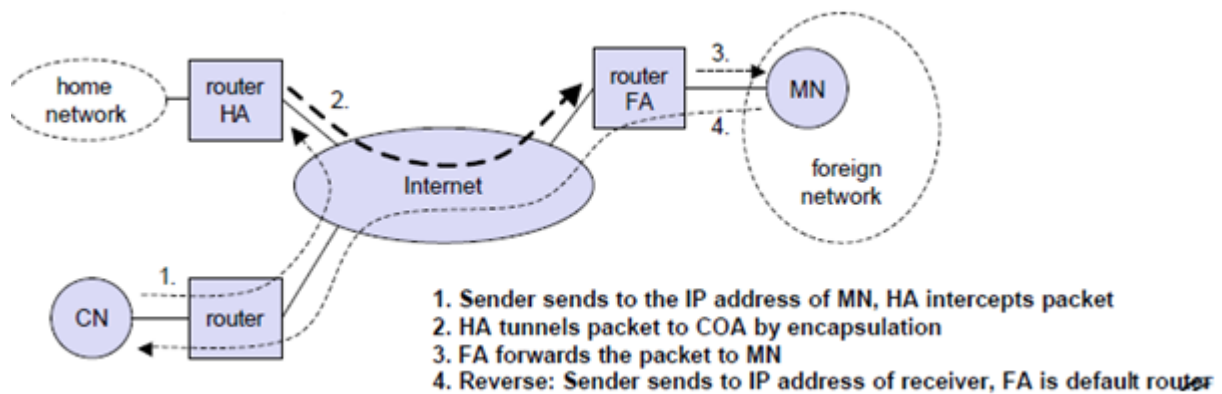 home
network
router
HA
2.
router
FA
3.
MN
4.
foreign
network
Internet
1.
CN
router
1. Sender sends to the IP address of MN, HA intercepts packet
2. HA tunnels packet to COA by encapsulation
3. FA forwards the packet to MN
4. Reverse: Sender sends to IP address of receiver, FA is default router